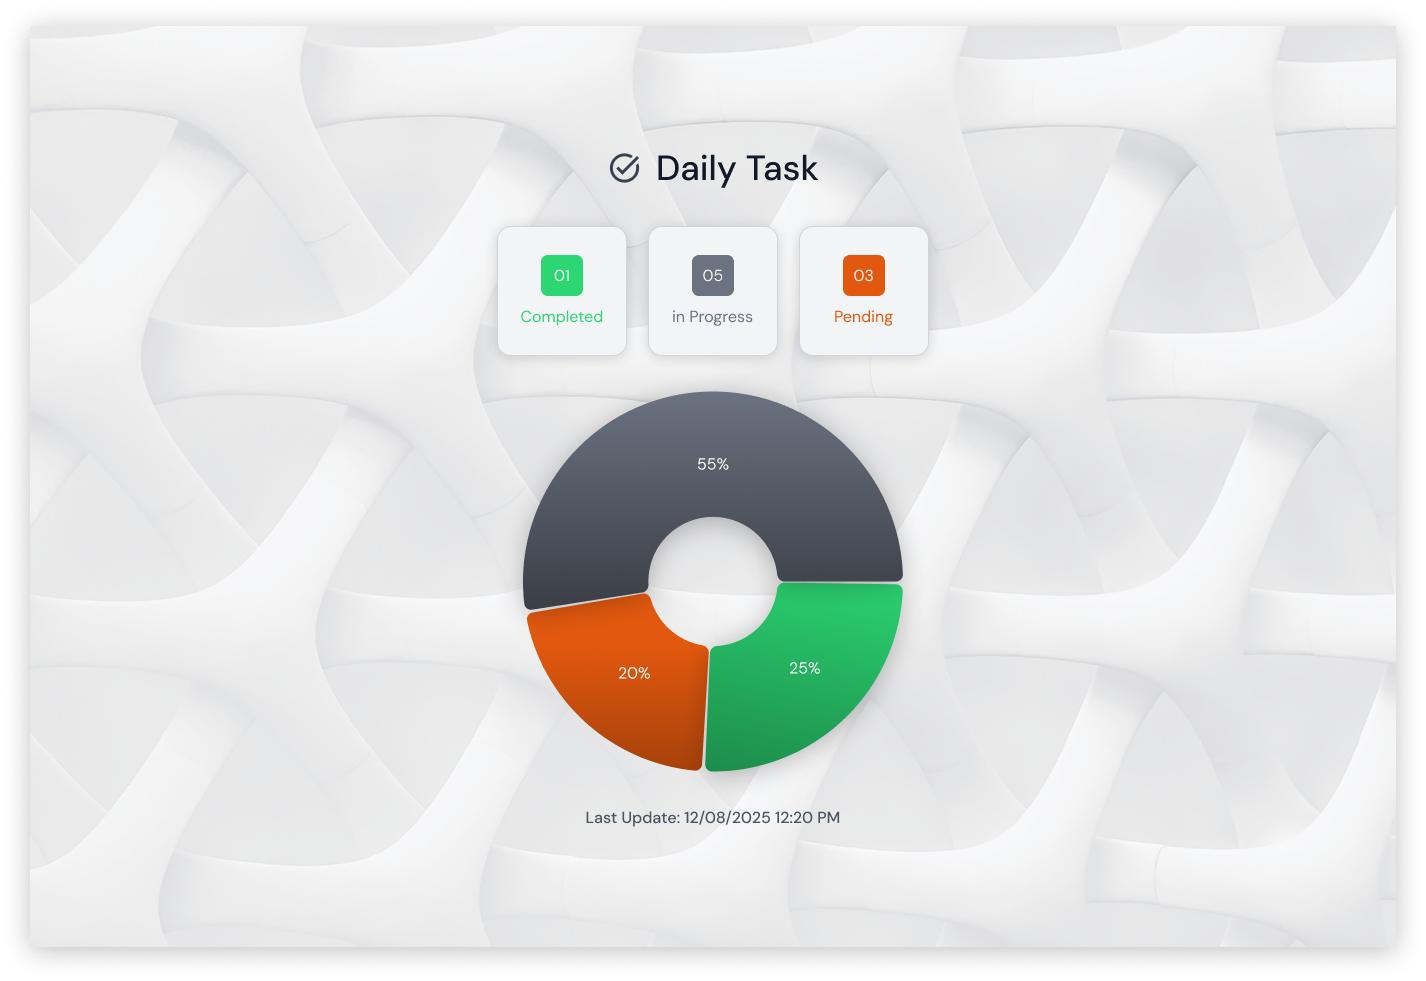 Daily Task
01
Completed
05
in Progress
03
Pending
55%
20%
25%
Last Update: 12/08/2025 12:20 PM